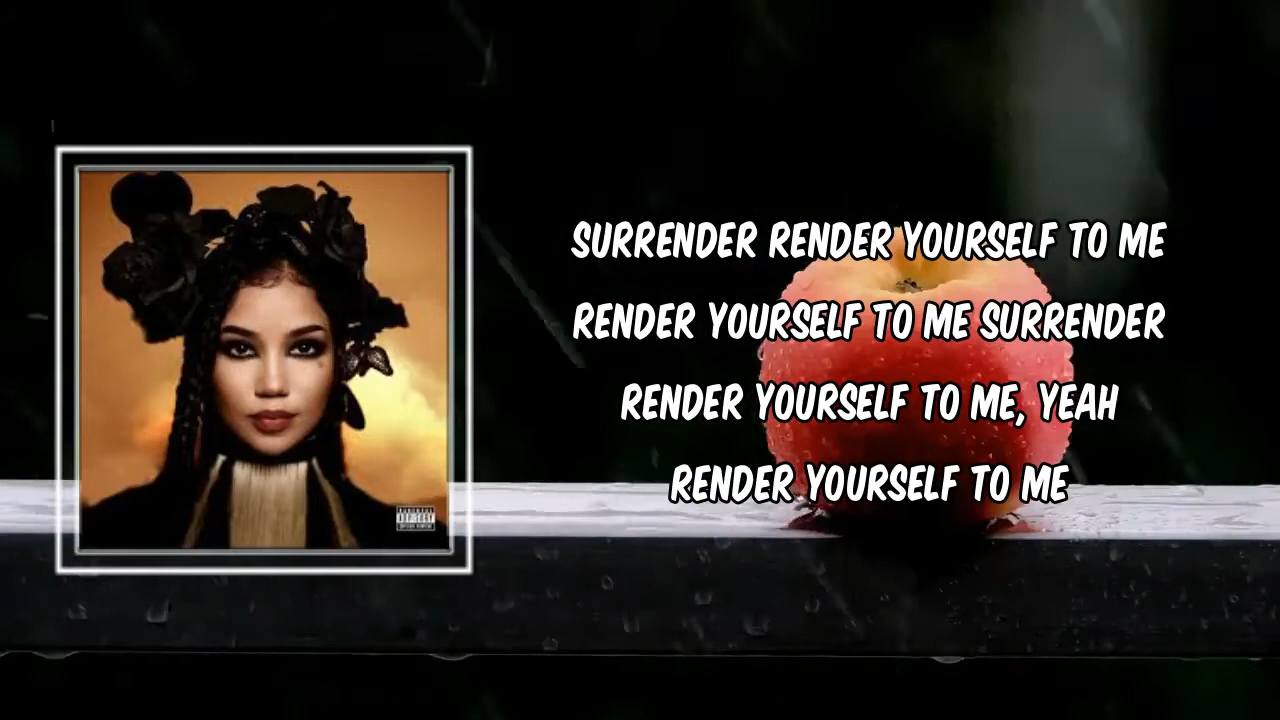 SURRENDER RENDER YOURSELF TO ME
RENDER YOURSELF TO ME SURRENDER
RENDER YOURSELF TO ME, YEAH
RENDER YOURSELF TO ME